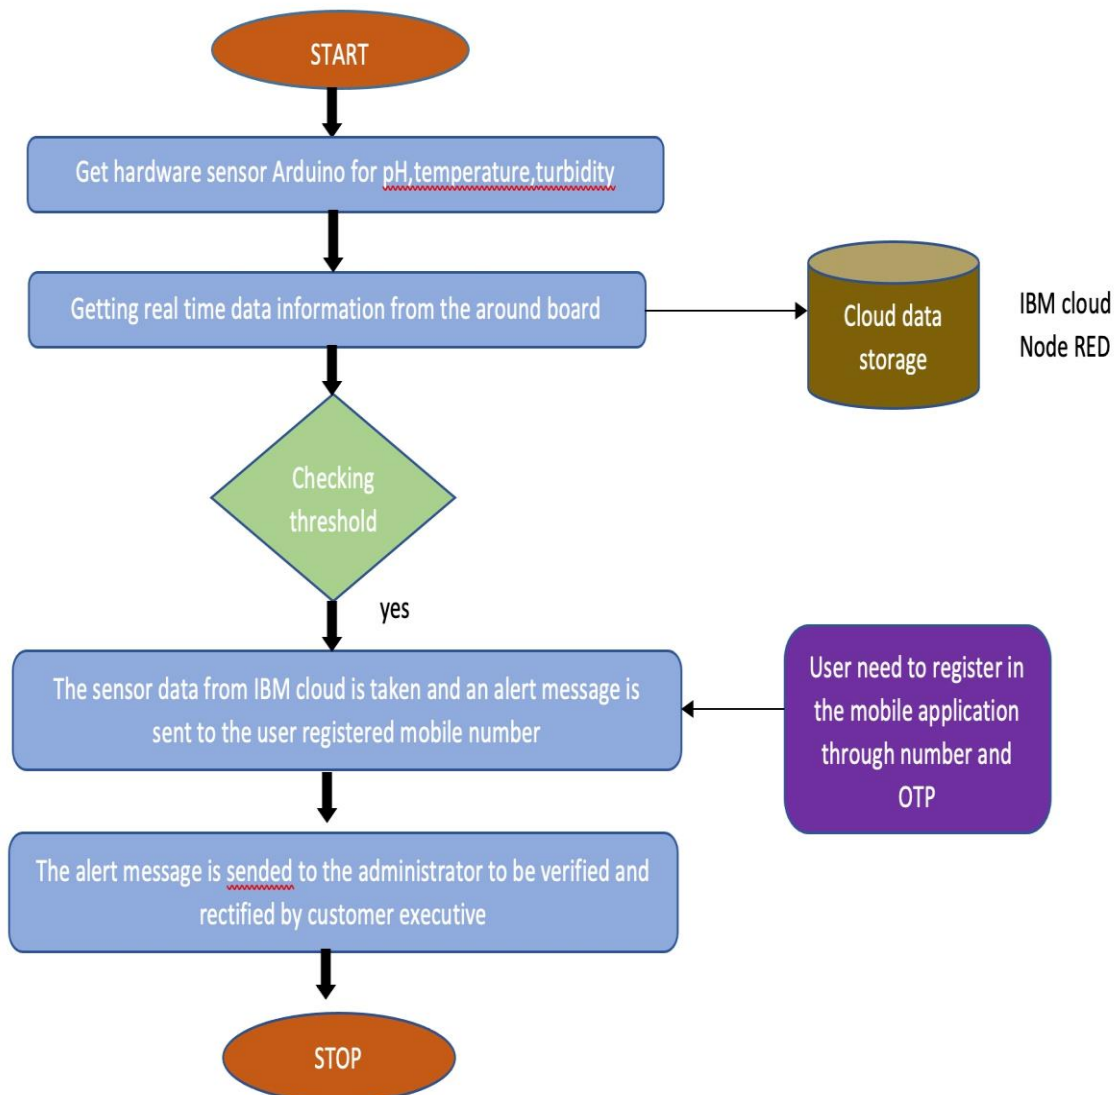 START
Get hardware sensor Arduino for pH,temperature,turbidity
Getting real time data information from the around board
Cloud data
storage
IBM cloud
Node RED
Checking
threshold
yes
The sensor data from IBM cloud is taken and an alert message is
sent to the user registered mobile number
User need to register in
the mobile application
through number and
OTP
The alert message is sended to the administrator to be verified and
rectified by customer executive
STOP